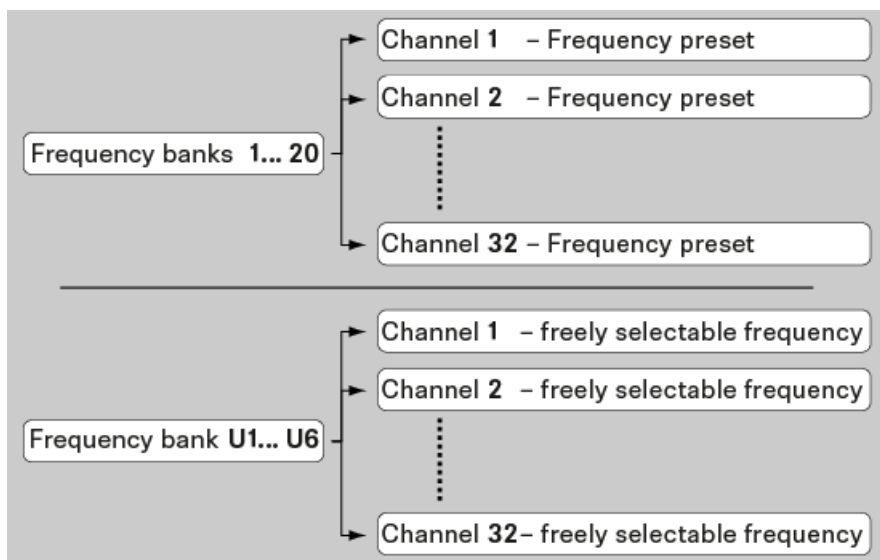 Channel 1 – Frequency preset
Channel 2 – Frequency preset
Frequency banks 1... 20
Channel 32 – Frequency preset
Channel 1 – freely selectable frequency
Channel 2 – freely selectable frequency
Frequency bank U1... U6
Channel 32– freely selectable frequency